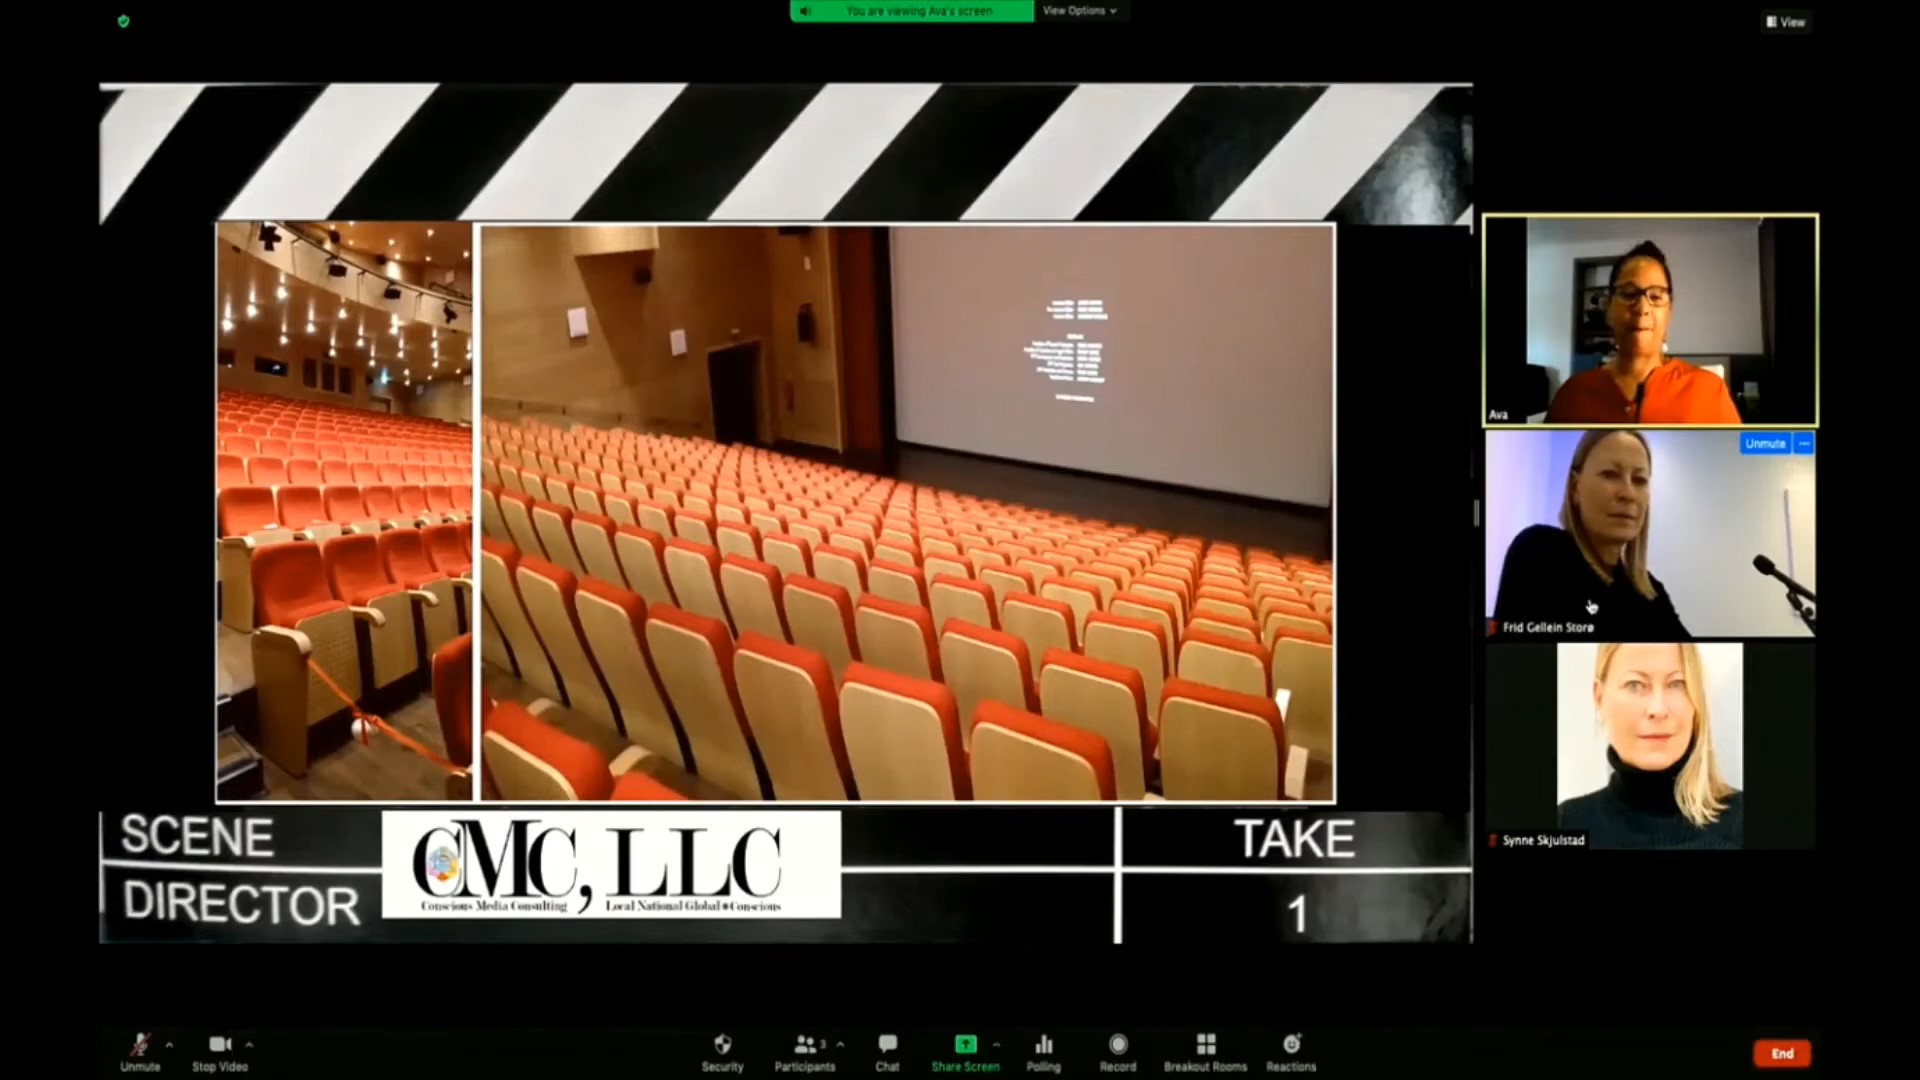 You are viewing Ava's screen
View Options
View
Ava
Unmute
Frid Gellein Storø
Synne Skjulstad
SCENE
CMC, LLC
Conscious Media Consulting
Local National Global Conscious
DIRECTOR
TAKE
1
Unmute
Stop Video
Security
Participants 3
Chat
Share Screen
Polling
Record
Breakout Rooms
Reactions
End